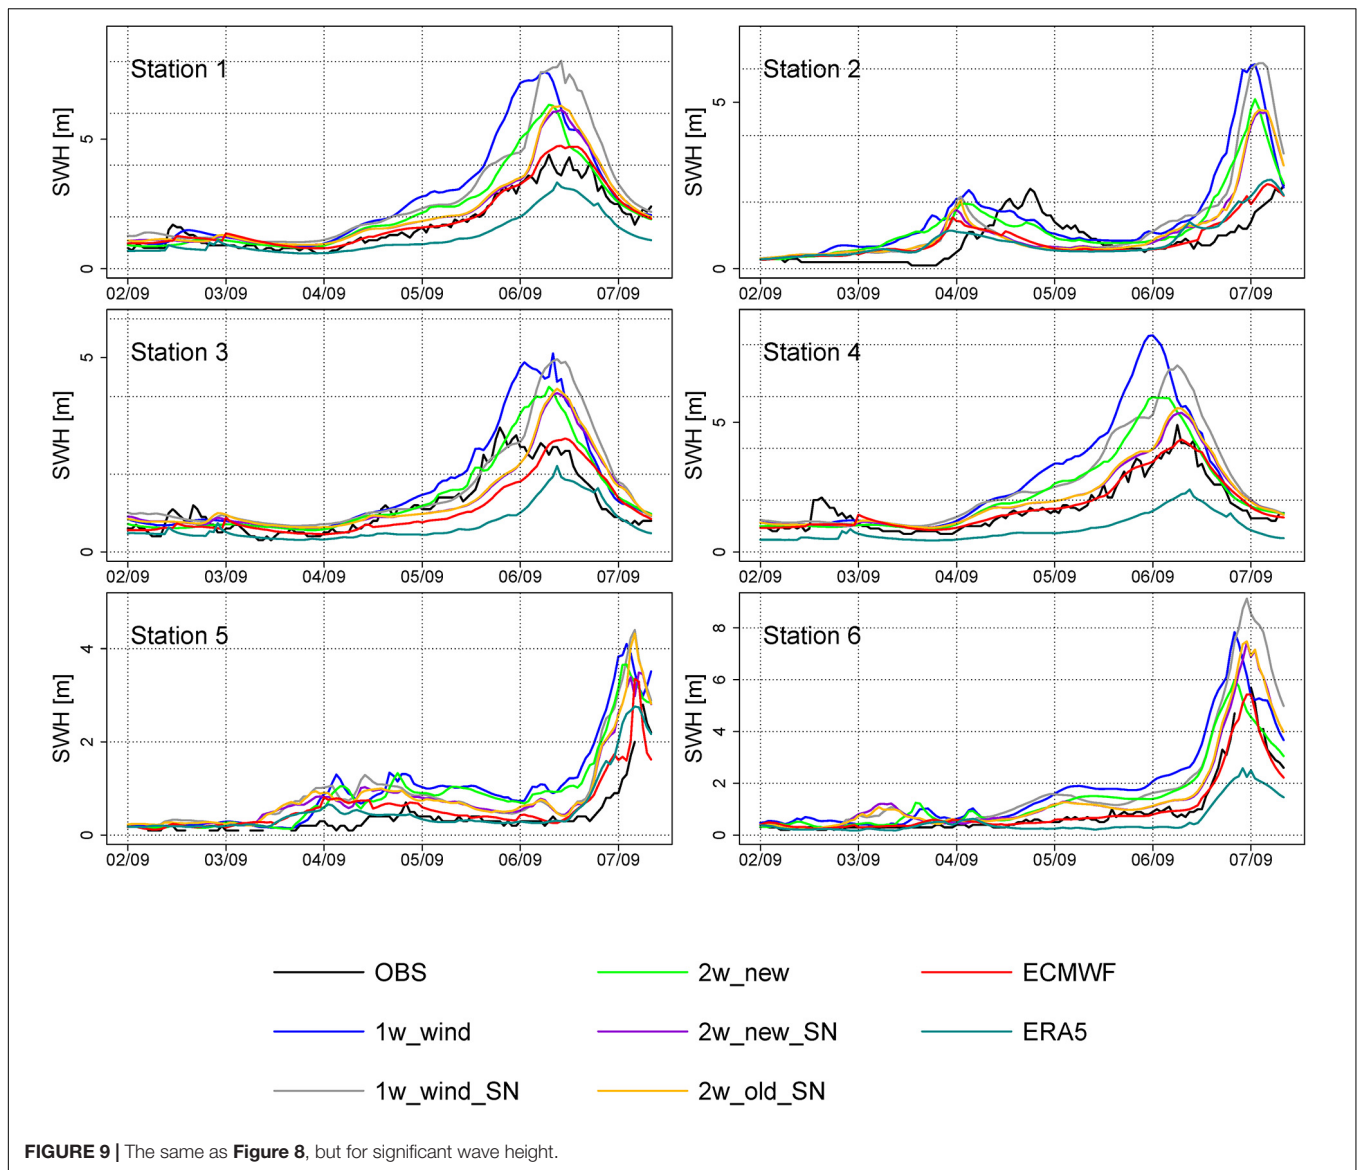 Station 1
SWH [m]
5
0
02/09 03/09 04/09 05/09 06/09 07/09
Station 2
SWH [m]
5
0
02/09 03/09 04/09 05/09 06/09 07/09
Station 3
SWH [m]
5
0
02/09 03/09 04/09 05/09 06/09 07/09
Station 4
SWH [m]
5
0
02/09 03/09 04/09 05/09 06/09 07/09
Station 5
SWH [m]
4
2
0
02/09 03/09 04/09 05/09 06/09 07/09
Station 6
SWH [m]
8
6
4
2
0
02/09 03/09 04/09 05/09 06/09 07/09
OBS 2w_new ECMWF
1w_wind 2w_new_SN ERA5
1w_wind_SN 2w_old_SN
FIGURE 9 | The same as Figure 8, but for significant wave height.